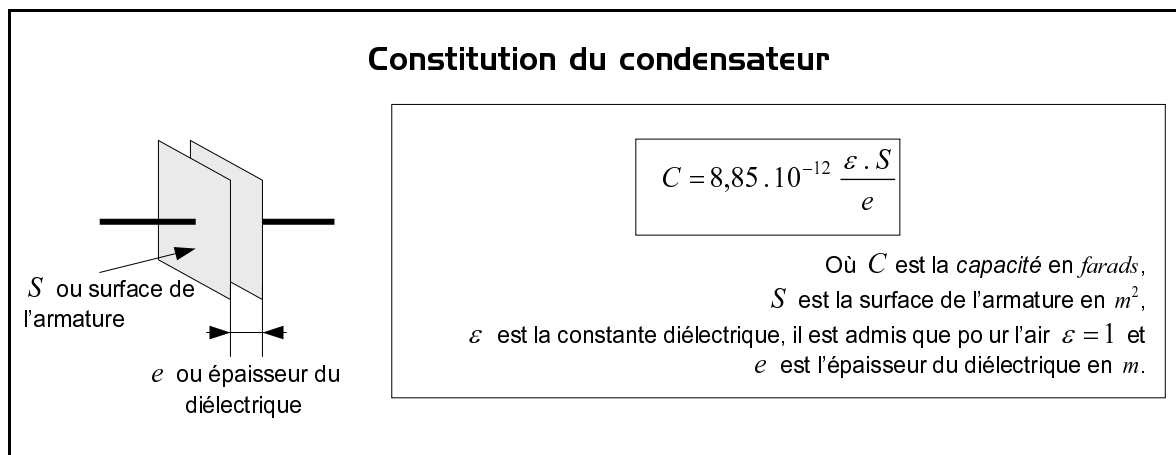 Constitution du condensateur
C = 8,85 . 10⁻¹² ε . S / e
Où C est la capacité en farads,
S est la surface de l'armature en m²,
ε est la constante diélectrique, il est admis que po ur l'air ε = 1 et
e est l'épaisseur du diélectrique en m.
S ou surface de
l'armature
e ou épaisseur du
diélectrique